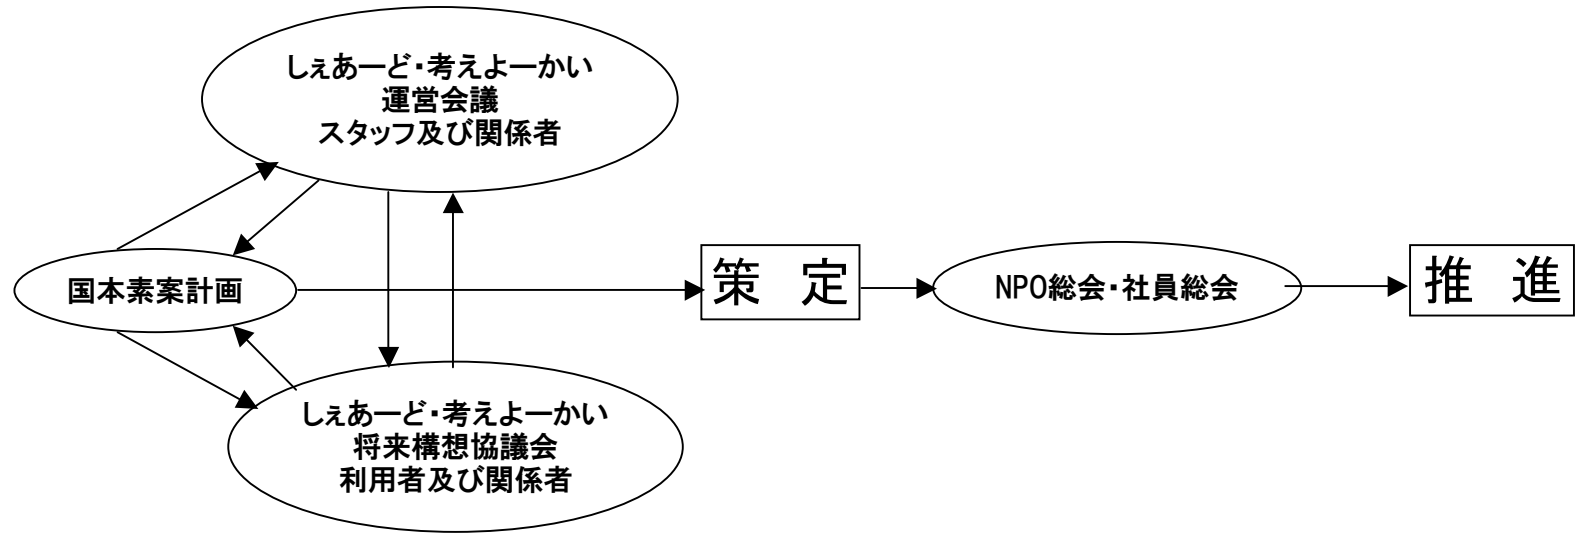 しぇあーど・考えよーかい
運営会議
スタッフ及び関係者
国本素案計画
策 定
NPO総会・社員総会
推 進
しぇあーど・考えよーかい
将来構想協議会
利用者及び関係者